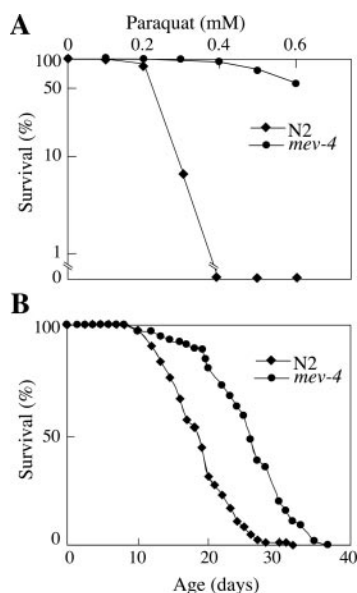 A
Paraquat (mM)
0 0.2 0.4 0.6
100
50
10
1
0
Survival (%)
N2
mev-4
B
100
50
0
Survival (%)
N2
mev-4
0 10 20 30 40
Age (days)